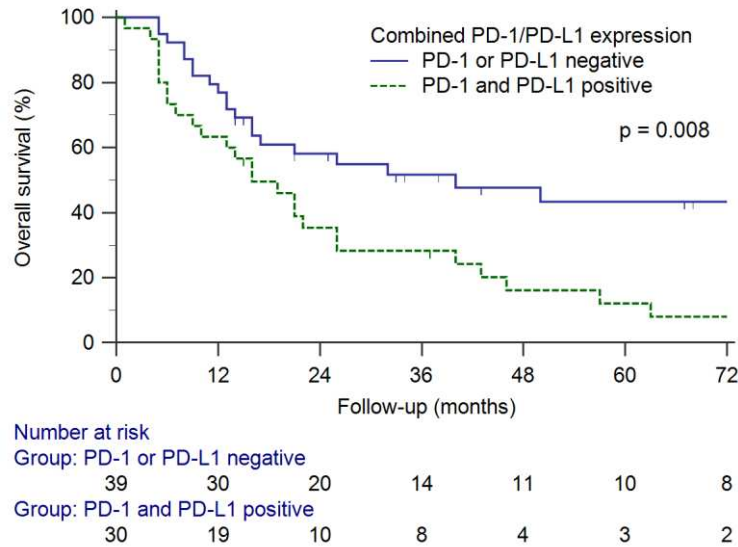 100
80
60
40
20
0
Overall survival (%)
Combined PD-1/PD-L1 expression
PD-1 or PD-L1 negative
PD-1 and PD-L1 positive
p = 0.008
0 12 24 36 48 60 72
Follow-up (months)
Number at risk
Group: PD-1 or PD-L1 negative
39 30 20 14 11 10 8
Group: PD-1 and PD-L1 positive
30 19 10 8 4 3 2